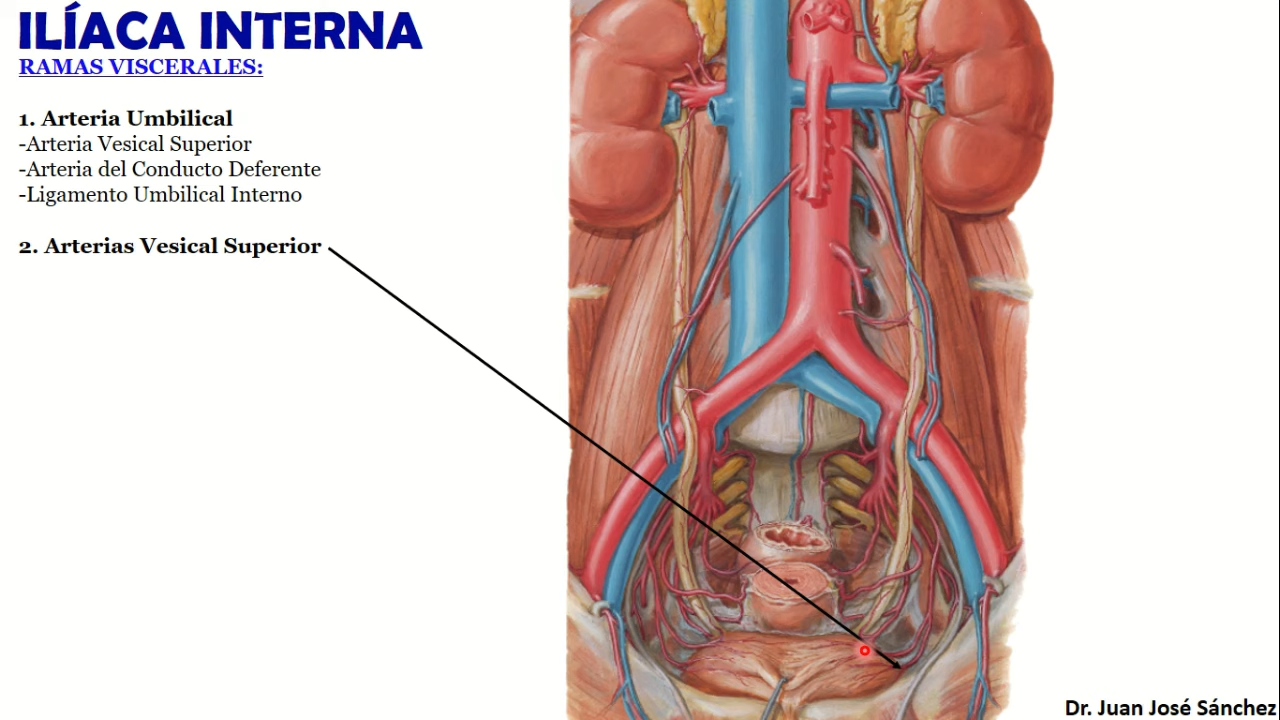 ILÍACA INTERNA
RAMAS VISCERALES:
1. Arteria Umbilical
-Arteria Vesical Superior
-Arteria del Conducto Deferente
-Ligamento Umbilical Interno
2. Arterias Vesical Superior
Dr. Juan José Sánchez